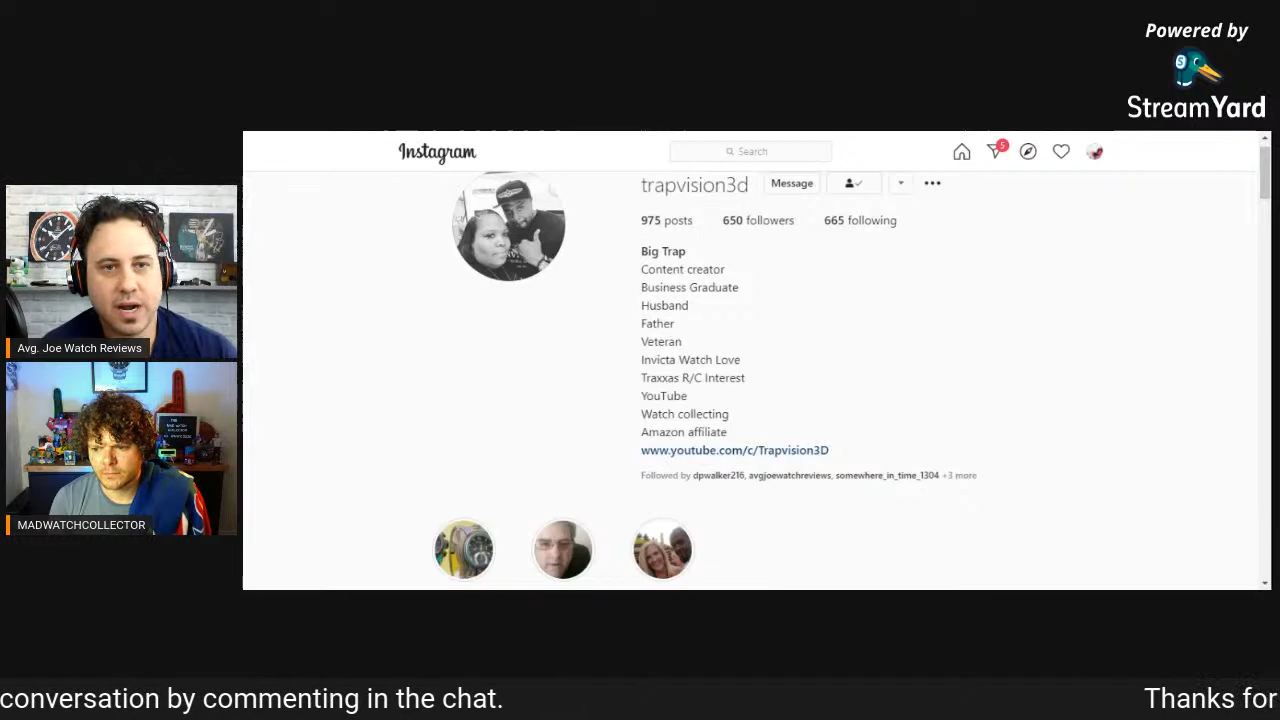 Powered by
StreamYard
Instagram
Search
5
trapvision3d
Message
975 posts
650 followers
665 following
Big Trap
Content creator
Business Graduate
Husband
Father
Veteran
Invicta Watch Love
Traxxas R/C Interest
YouTube
Watch collecting
Amazon affiliate
www.youtube.com/c/Trapvision3D
Followed by dpwalker216, avgjoewatchreviews, somewhere_in_time_1304 +3 more
Avg. Joe Watch Reviews
MADWATCHCOLLECTOR
conversation by commenting in the chat.
Thanks for